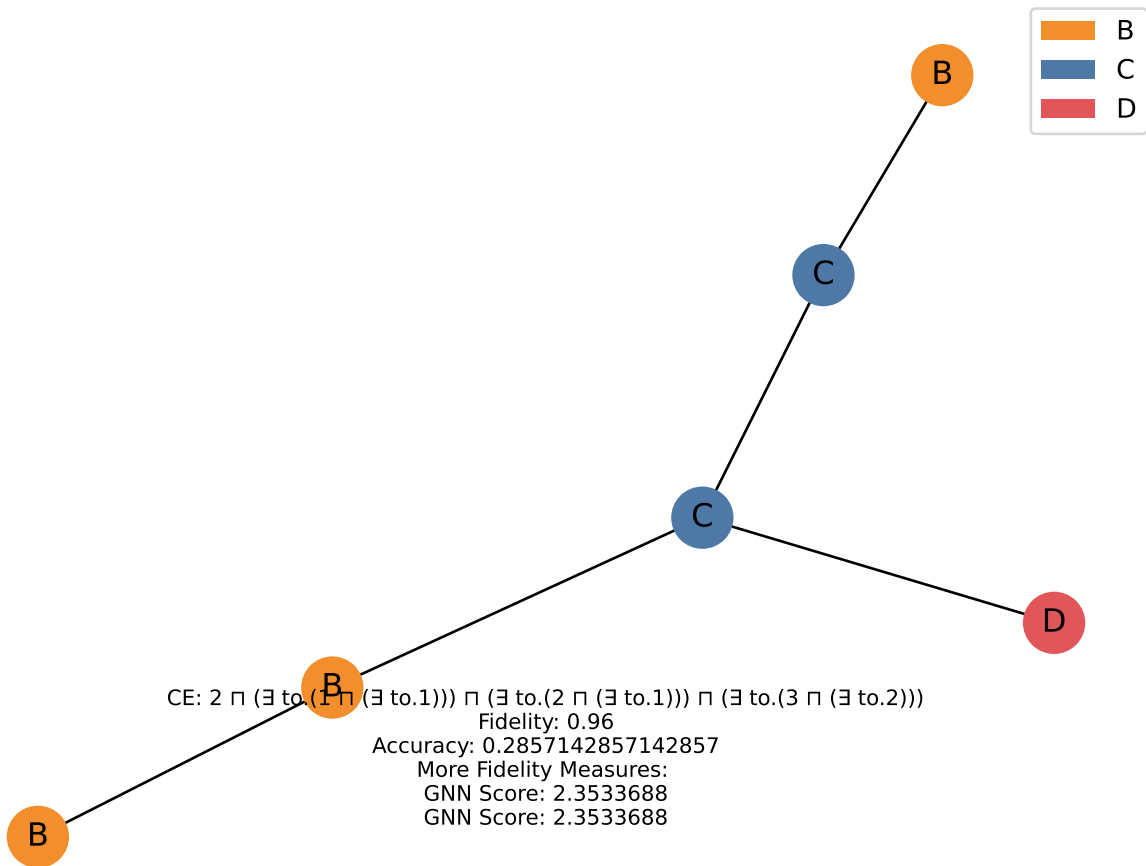 B
C
D
B
C
C
D
B
CE: 2 ⊓ (∃ to.(1 ⊓ (∃ to.1))) ⊓ (∃ to.(2 ⊓ (∃ to.1))) ⊓ (∃ to.(3 ⊓ (∃ to.2)))
Fidelity: 0.96
Accuracy: 0.2857142857142857
More Fidelity Measures:
GNN Score: 2.3533688
GNN Score: 2.3533688
B